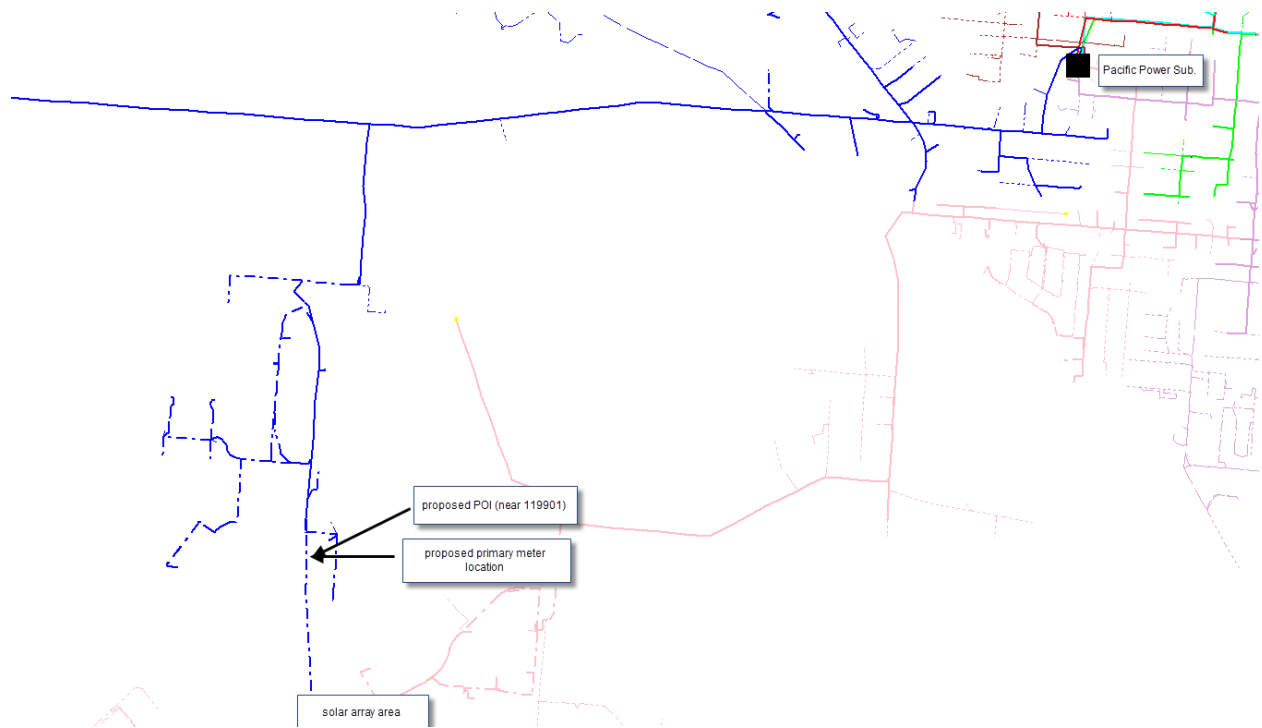 Pacific Power Sub.
proposed POI (near 119901)
proposed primary meter
location
solar array area